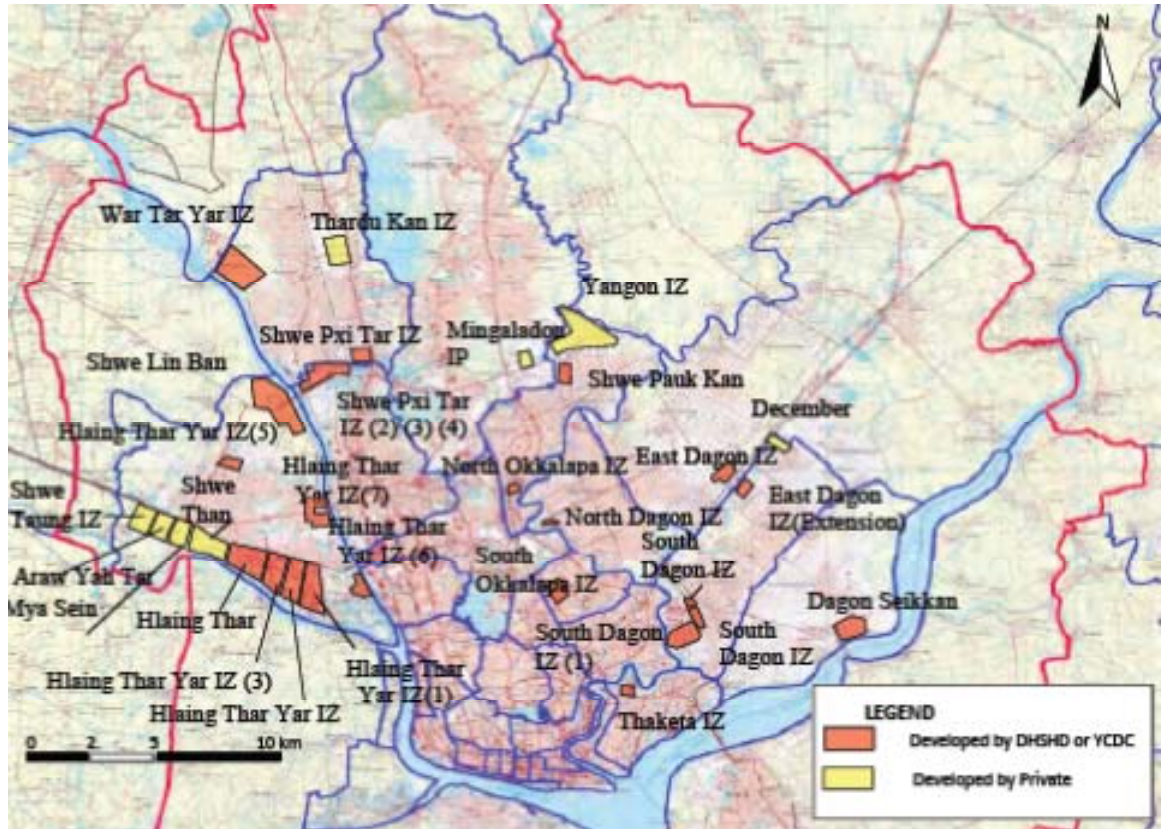 N
War Tar Yar IZ
Thardu Kan IZ
Yangon IZ
Shwe Pxi Tar IZ
Mingaladon
IP
Shwe Lin Ban
Shwe Pauk Kan
Shwe Pxi Tar
IZ (2) (3) (4)
December
Hlaing Thar Yar IZ(5)
East Dagon IZ
North Okkalapa IZ
Hlaing Thar
Yar IZ(7)
Shwe
Than
Shwe
Tsung IZ
East Dagon
IZ(Extension)
North Dagon IZ
Hlaing Thar
Yar IZ (6)
South
Dagon IZ
South
Okkalapa IZ
Araw Yah Tar
Mya Sein
Hlaing Thar
Dagon Seikkan
South Dagon
IZ (1)
South
Dagon IZ
Hlaing Thar
Yar IZ(1)
Hlaing Thar Yar IZ (3)
Hlaing Thar Yar IZ
Thaketa IZ
0 2. 5 10 km
LEGEND
Developed by DHSHD or YCDC
Developed by Private